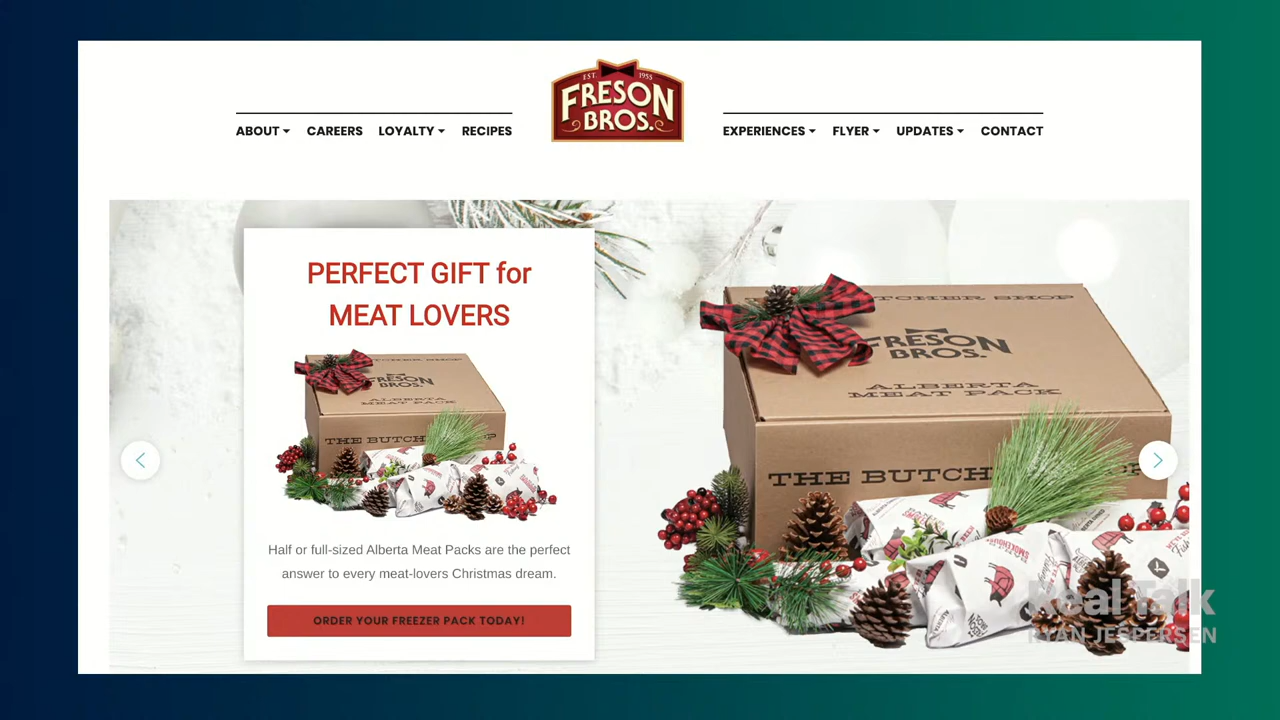 EST. 1955
FRESON
BROS.
ABOUT
CAREERS
LOYALTY
RECIPES
EXPERIENCES
FLYER
UPDATES
CONTACT
PERFECT GIFT for
MEAT LOVERS
BUTCHER SHOP
FRESON
BROS.
ALBERTA
MEAT PACK
THE BUTCH
Half or full-sized Alberta Meat Packs are the perfect
answer to every meat-lovers Christmas dream.
ORDER YOUR FREEZER PACK TODAY!
UTCHER SHOP
FRESON
BROS.
ALBERTA
MEAT PACK
THE BUTCH
Real Talk
RYAN JESPERSEN